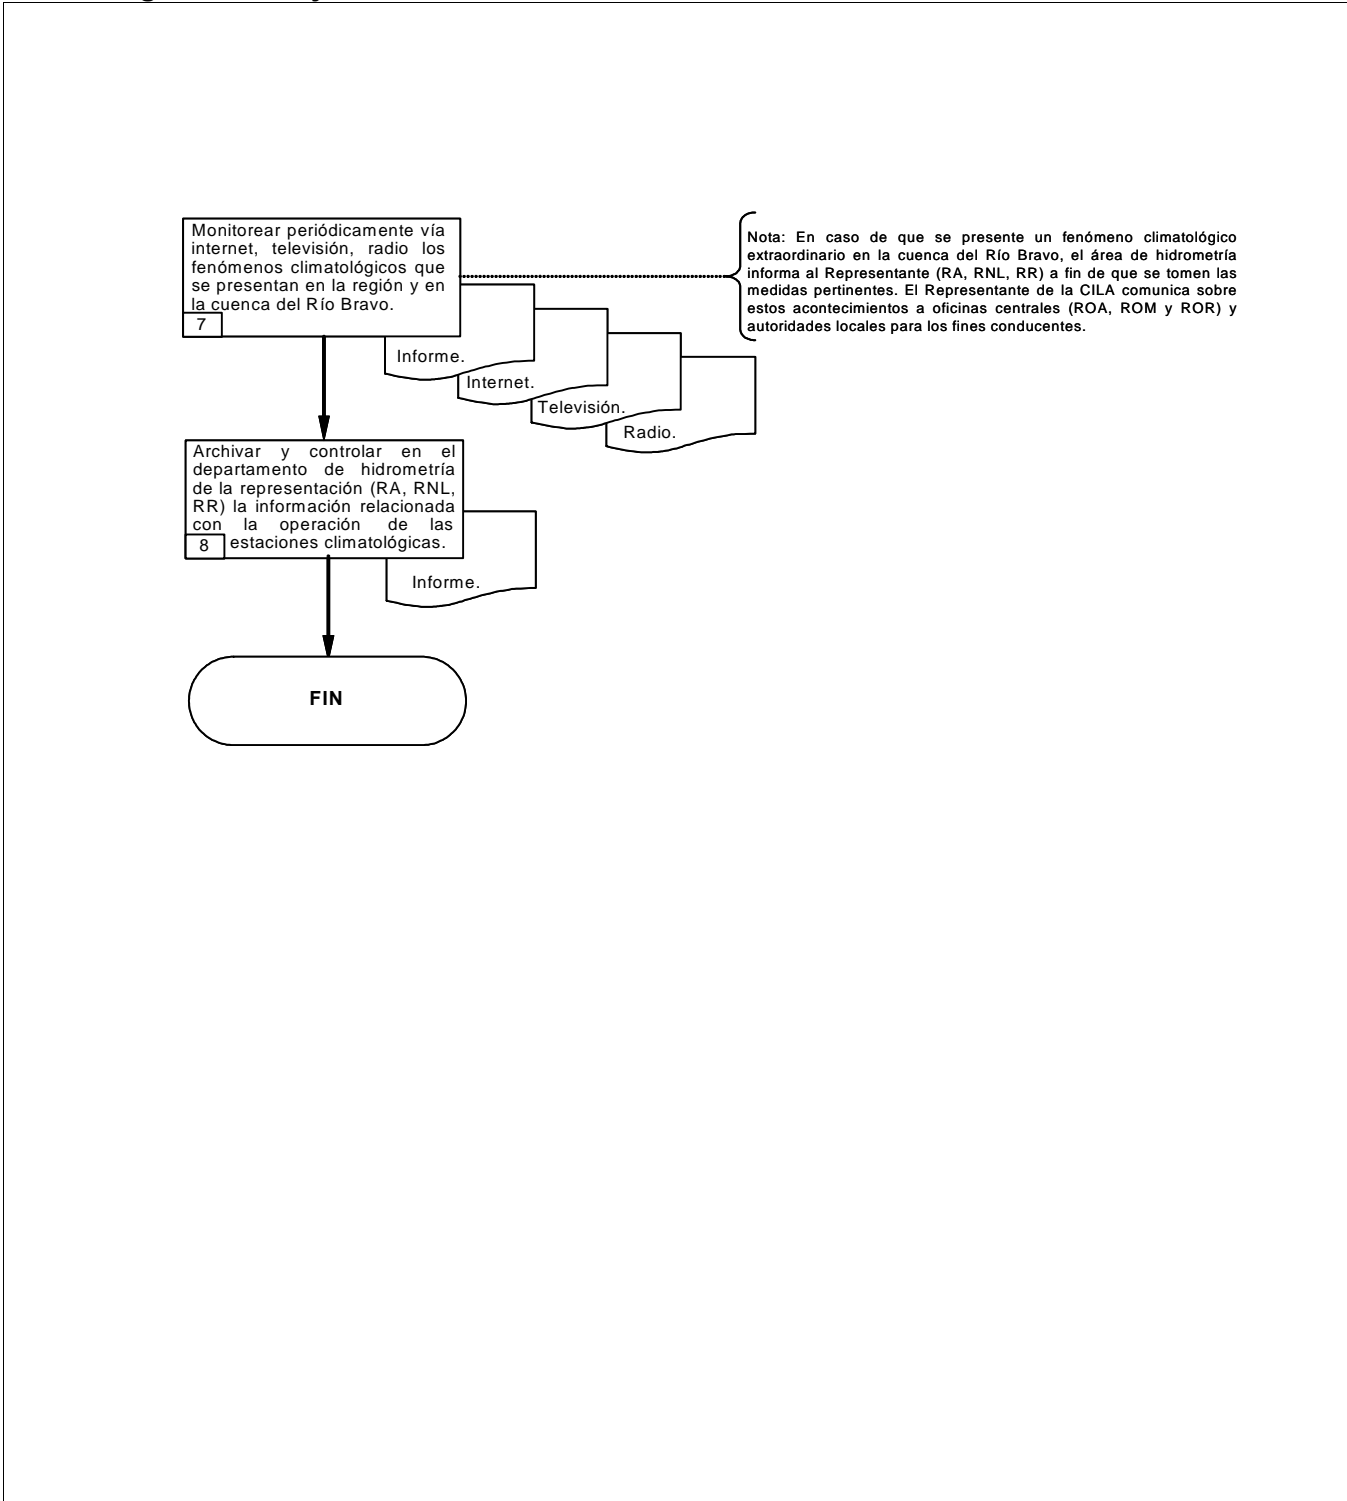 Monitorear periódicamente vía
internet, televisión, radio los
fenómenos climatológicos que
se presentan en la región y en
la cuenca del Río Bravo.
7
Nota: En caso de que se presente un fenómeno climatológico
extraordinario en la cuenca del Río Bravo, el área de hidrometría
informa al Representante (RA, RNL, RR) a fin de que se tomen las
medidas pertinentes. El Representante de la CILA comunica sobre
estos acontecimientos a oficinas centrales (ROA, ROM y ROR) y
autoridades locales para los fines conducentes.
Informe.
Internet.
Televisión.
Radio.
Archivar y controlar en el
departamento de hidrometría
de la representación (RA, RNL,
RR) la información relacionada
con la operación de las
estaciones climatológicas.
8
Informe.
FIN